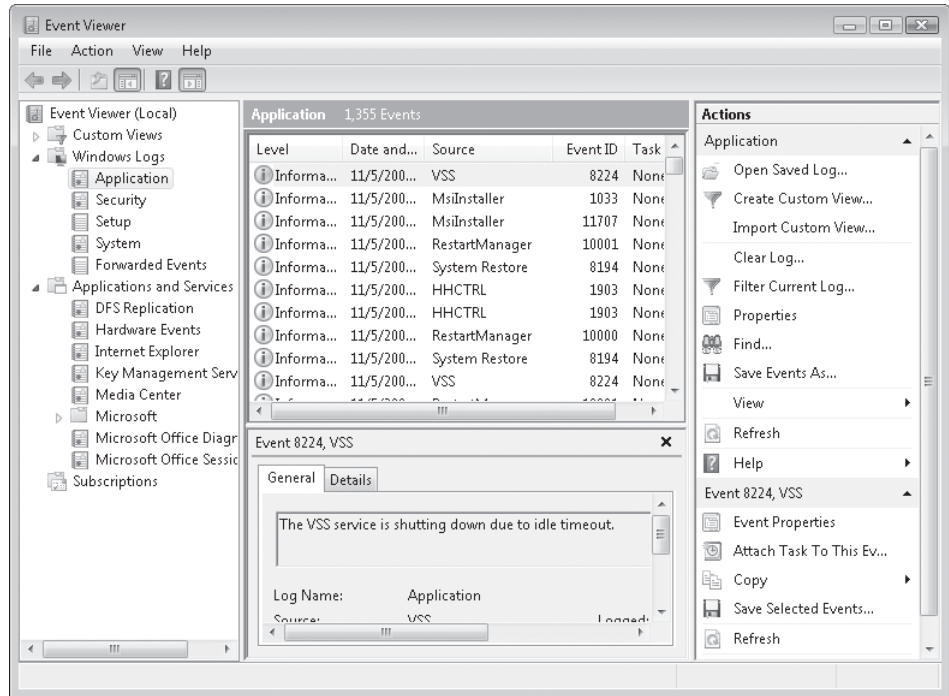 Event Viewer
File Action View Help
Event Viewer (Local)
Custom Views
Windows Logs
Application
Security
Setup
System
Forwarded Events
Applications and Services
DFS Replication
Hardware Events
Internet Explorer
Key Management Serv
Media Center
Microsoft
Microsoft Office Diagr
Microsoft Office Sessic
Subscriptions
Application 1,355 Events
Level Date and... Source Event ID Task
Informa... 11/5/200... VSS 8224 None
Informa... 11/5/200... MsiInstaller 1033 None
Informa... 11/5/200... MsiInstaller 11707 None
Informa... 11/5/200... RestartManager 10001 None
Informa... 11/5/200... System Restore 8194 None
Informa... 11/5/200... HHCTRL 1903 None
Informa... 11/5/200... HHCTRL 1903 None
Informa... 11/5/200... RestartManager 10000 None
Informa... 11/5/200... System Restore 8194 None
Informa... 11/5/200... VSS 8224 None
Event 8224, VSS
General Details
The VSS service is shutting down due to idle timeout.
Log Name: Application
Source: VSS Logged:
Actions
Application
Open Saved Log...
Create Custom View...
Import Custom View...
Clear Log...
Filter Current Log...
Properties
Find...
Save Events As...
View
Refresh
Help
Event 8224, VSS
Event Properties
Attach Task To This Ev...
Copy
Save Selected Events...
Refresh